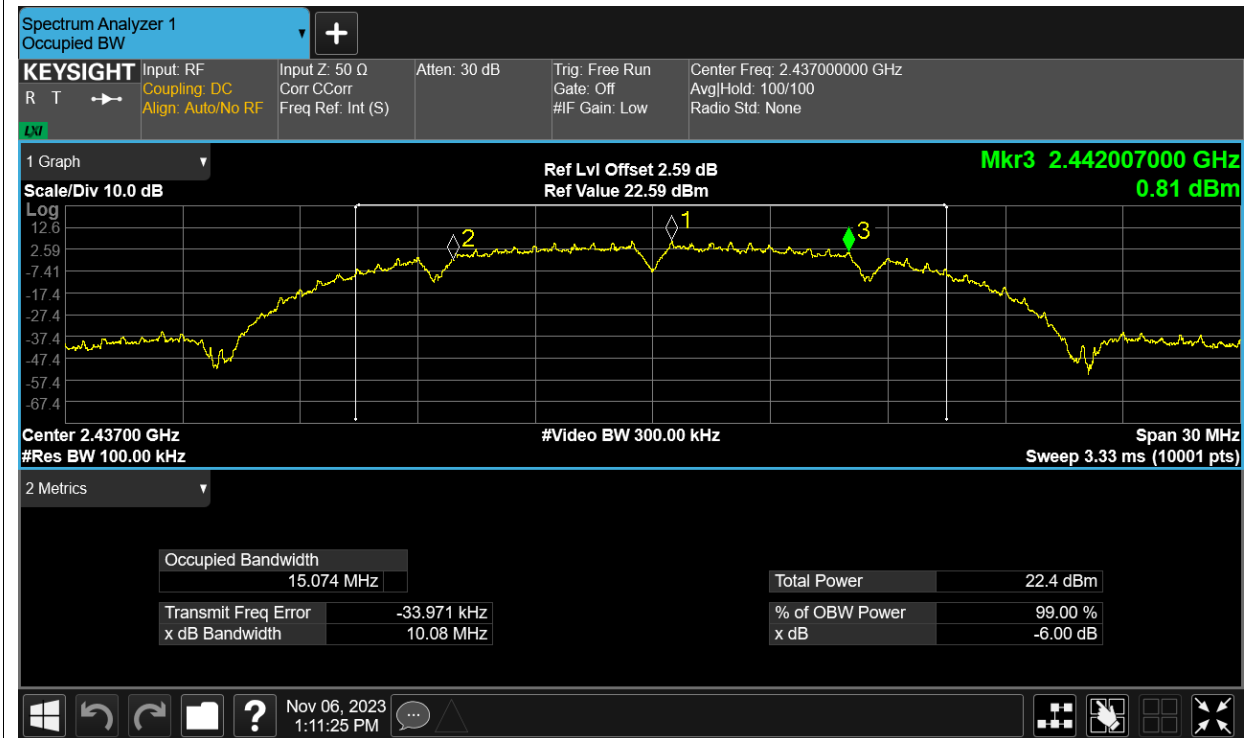 Spectrum Analyzer 1
Occupied BW
KEYSIGHT
R T
LXI
Input: RF
Coupling: DC
Align: Auto/No RF
Input Z: 50 Ω
Corr CCorr
Freq Ref: Int (S)
Atten: 30 dB
Trig: Free Run
Gate: Off
#IF Gain: Low
Center Freq: 2.437000000 GHz
Avg|Hold: 100/100
Radio Std: None
1 Graph
Scale/Div 10.0 dB
Ref Lvl Offset 2.59 dB
Ref Value 22.59 dBm
Mkr3 2.442007000 GHz
0.81 dBm
Log
12.6
2.59
-7.41
-17.4
-27.4
-37.4
-47.4
-57.4
-67.4
2
1
3
Center 2.43700 GHz
#Res BW 100.00 kHz
#Video BW 300.00 kHz
Span 30 MHz
Sweep 3.33 ms (10001 pts)
2 Metrics
Occupied Bandwidth
15.074 MHz
Transmit Freq Error -33.971 kHz
x dB Bandwidth 10.08 MHz
Total Power 22.4 dBm
% of OBW Power 99.00 %
x dB -6.00 dB
?
Nov 06, 2023
1:11:25 PM